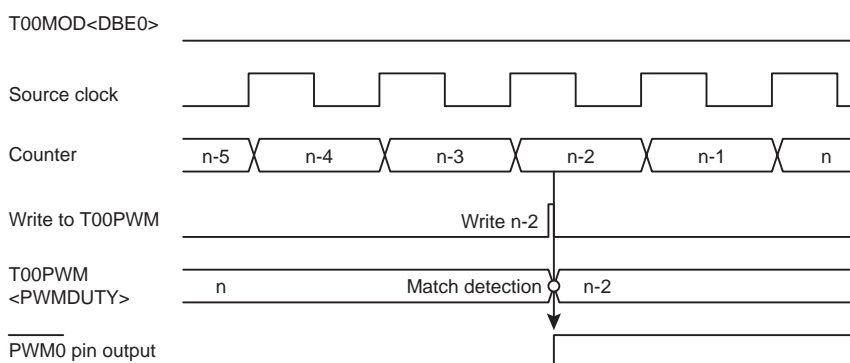 T00MOD<DBE0>
Source clock
Counter
n-5 n-4 n-3 n-2 n-1 n
Write to T00PWM
Write n-2
T00PWM
<PWMDUTY>
n Match detection n-2
PWM0 pin output